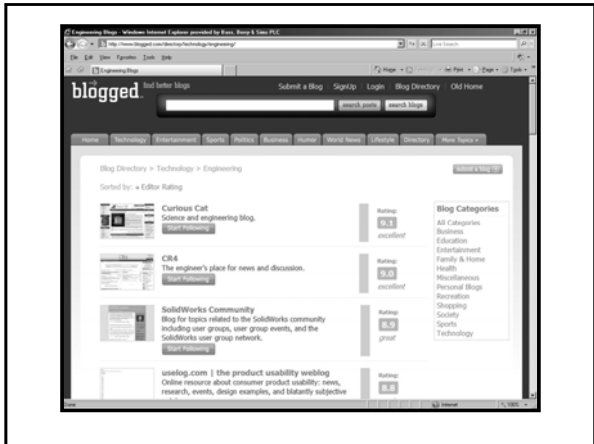 Engineering Blogs - Windows Internet Explorer provided by Bass, Berry & Sims PLC
http://www.blogged.com/directory/technology/engineering/
Live Search
File Edit View Favorites Tools Help
Engineering Blogs
Home
Print Page Tools
blogged
find better blogs
Submit a Blog SignUp Login Blog Directory Old Home
search posts search blogs
Home Technology Entertainment Sports Politics Business Humor World News Lifestyle Directory More Topics
Blog Directory > Technology > Engineering
submit a blog
Sorted by: Editor Rating
Curious Cat
Science and engineering blog.
Start Following
Rating:
9.1
excellent
CR4
The engineer's place for news and discussion.
Start Following
Rating:
9.0
excellent
SolidWorks Community
Blog for topics related to the SolidWorks community
including user groups, user group events, and the
SolidWorks user group network.
Start Following
Rating:
8.9
great
uselog.com | the product usability weblog
Online resource about consumer product usability: news,
research, events, design examples, and blatantly subjective
Rating:
8.8
Blog Categories
All Categories
Business
Education
Entertainment
Family & Home
Health
Miscellaneous
Personal Blogs
Recreation
Shopping
Society
Sports
Technology
Done
Internet
100%